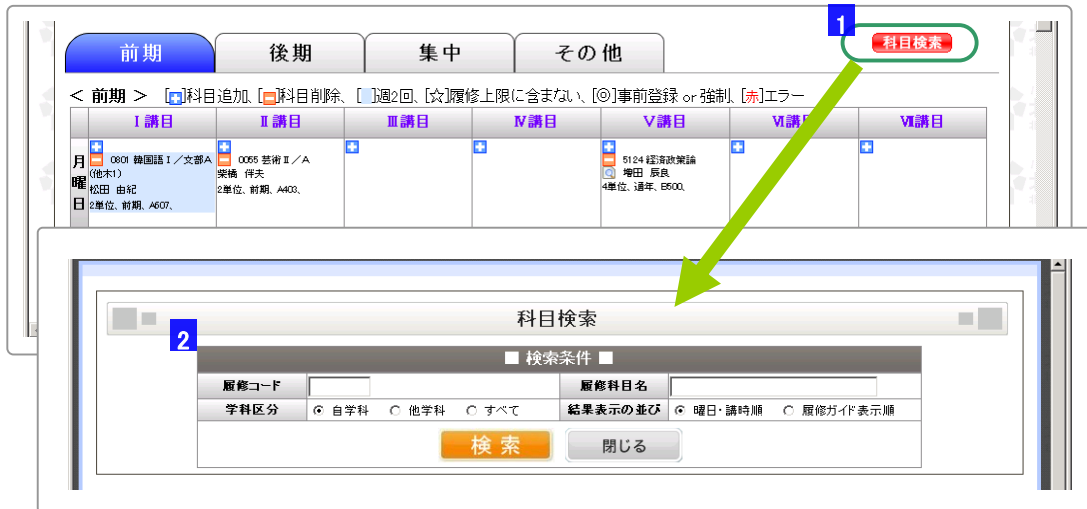 1
前期 後期 集中 その他 科目検索
< 前期 > [+]科目追加、[-]科目削除、[ ]週2回、[☆]履修上限に含まない、[◎]事前登録 or 強制、[赤]エラー
Ⅰ講目 Ⅱ講目 Ⅲ講目 Ⅳ講目 Ⅴ講目 Ⅵ講目 Ⅶ講目
月曜日
0801 韓国語Ⅰ/文部A
(他木1)
松田 由紀
2単位、前期、A607、
0055 芸術Ⅱ/A
柴橋 伴夫
2単位、前期、A403、
5124 経済政策論
増田 辰良
4単位、通年、B500、
科目検索
2
■ 検索条件 ■
履修コード 履修科目名
学科区分 自学科 他学科 すべて 結果表示の並び 曜日・講時順 履修ガイド表示順
検索 閉じる